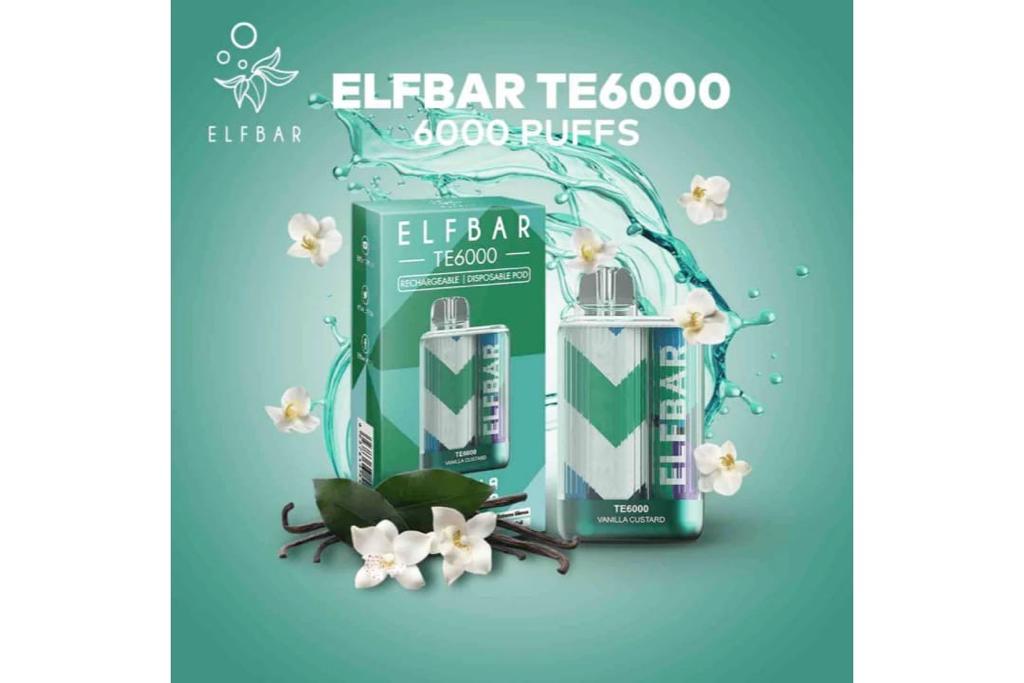 ELFBAR
ELFBAR TE6000
6000 PUFFS
ELFBAR
TE6000
RECHARGEABLE | DISPOSABLE POD
ELFBAR
TE6000
VANILLA CUSTARD
ELFBAR
TE6000
VANILLA CUSTARD